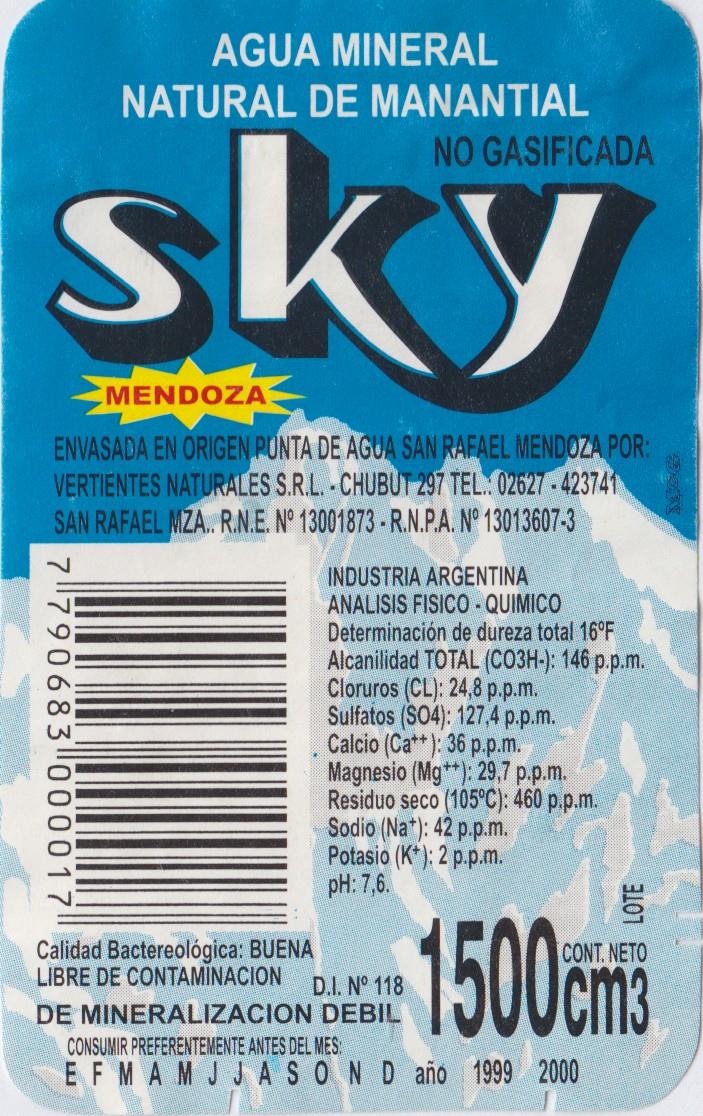 AGUA MINERAL
NATURAL DE MANANTIAL
NO GASIFICADA
sky
MENDOZA
ENVASADA EN ORIGEN PUNTA DE AGUA SAN RAFAEL MENDOZA POR:
VERTIENTES NATURALES S.R.L. - CHUBUT 297 TEL.. 02627 - 423741
SAN RAFAEL MZA.. R.N.E. Nº 13001873 - R.N.P.A. Nº 13013607-3
7 790683 000017
INDUSTRIA ARGENTINA
ANALISIS FISICO - QUIMICO
Determinación de dureza total 16ºF
Alcanilidad TOTAL (CO3H-): 146 p.p.m.
Cloruros (CL): 24,8 p.p.m.
Sulfatos (SO4): 127,4 p.p.m.
Calcio (Ca⁺⁺): 36 p.p.m.
Magnesio (Mg⁺⁺): 29,7 p.p.m.
Residuo seco (105ºC): 460 p.p.m.
Sodio (Na⁺): 42 p.p.m.
Potasio (K⁺): 2 p.p.m.
pH: 7,6.
LOTE
Calidad Bactereológica: BUENA
LIBRE DE CONTAMINACION
D.I. Nº 118
DE MINERALIZACION DEBIL
CONT. NETO
1500cm3
CONSUMIR PREFERENTEMENTE ANTES DEL MES:
E F M A M J J A S O N D año 1999 2000